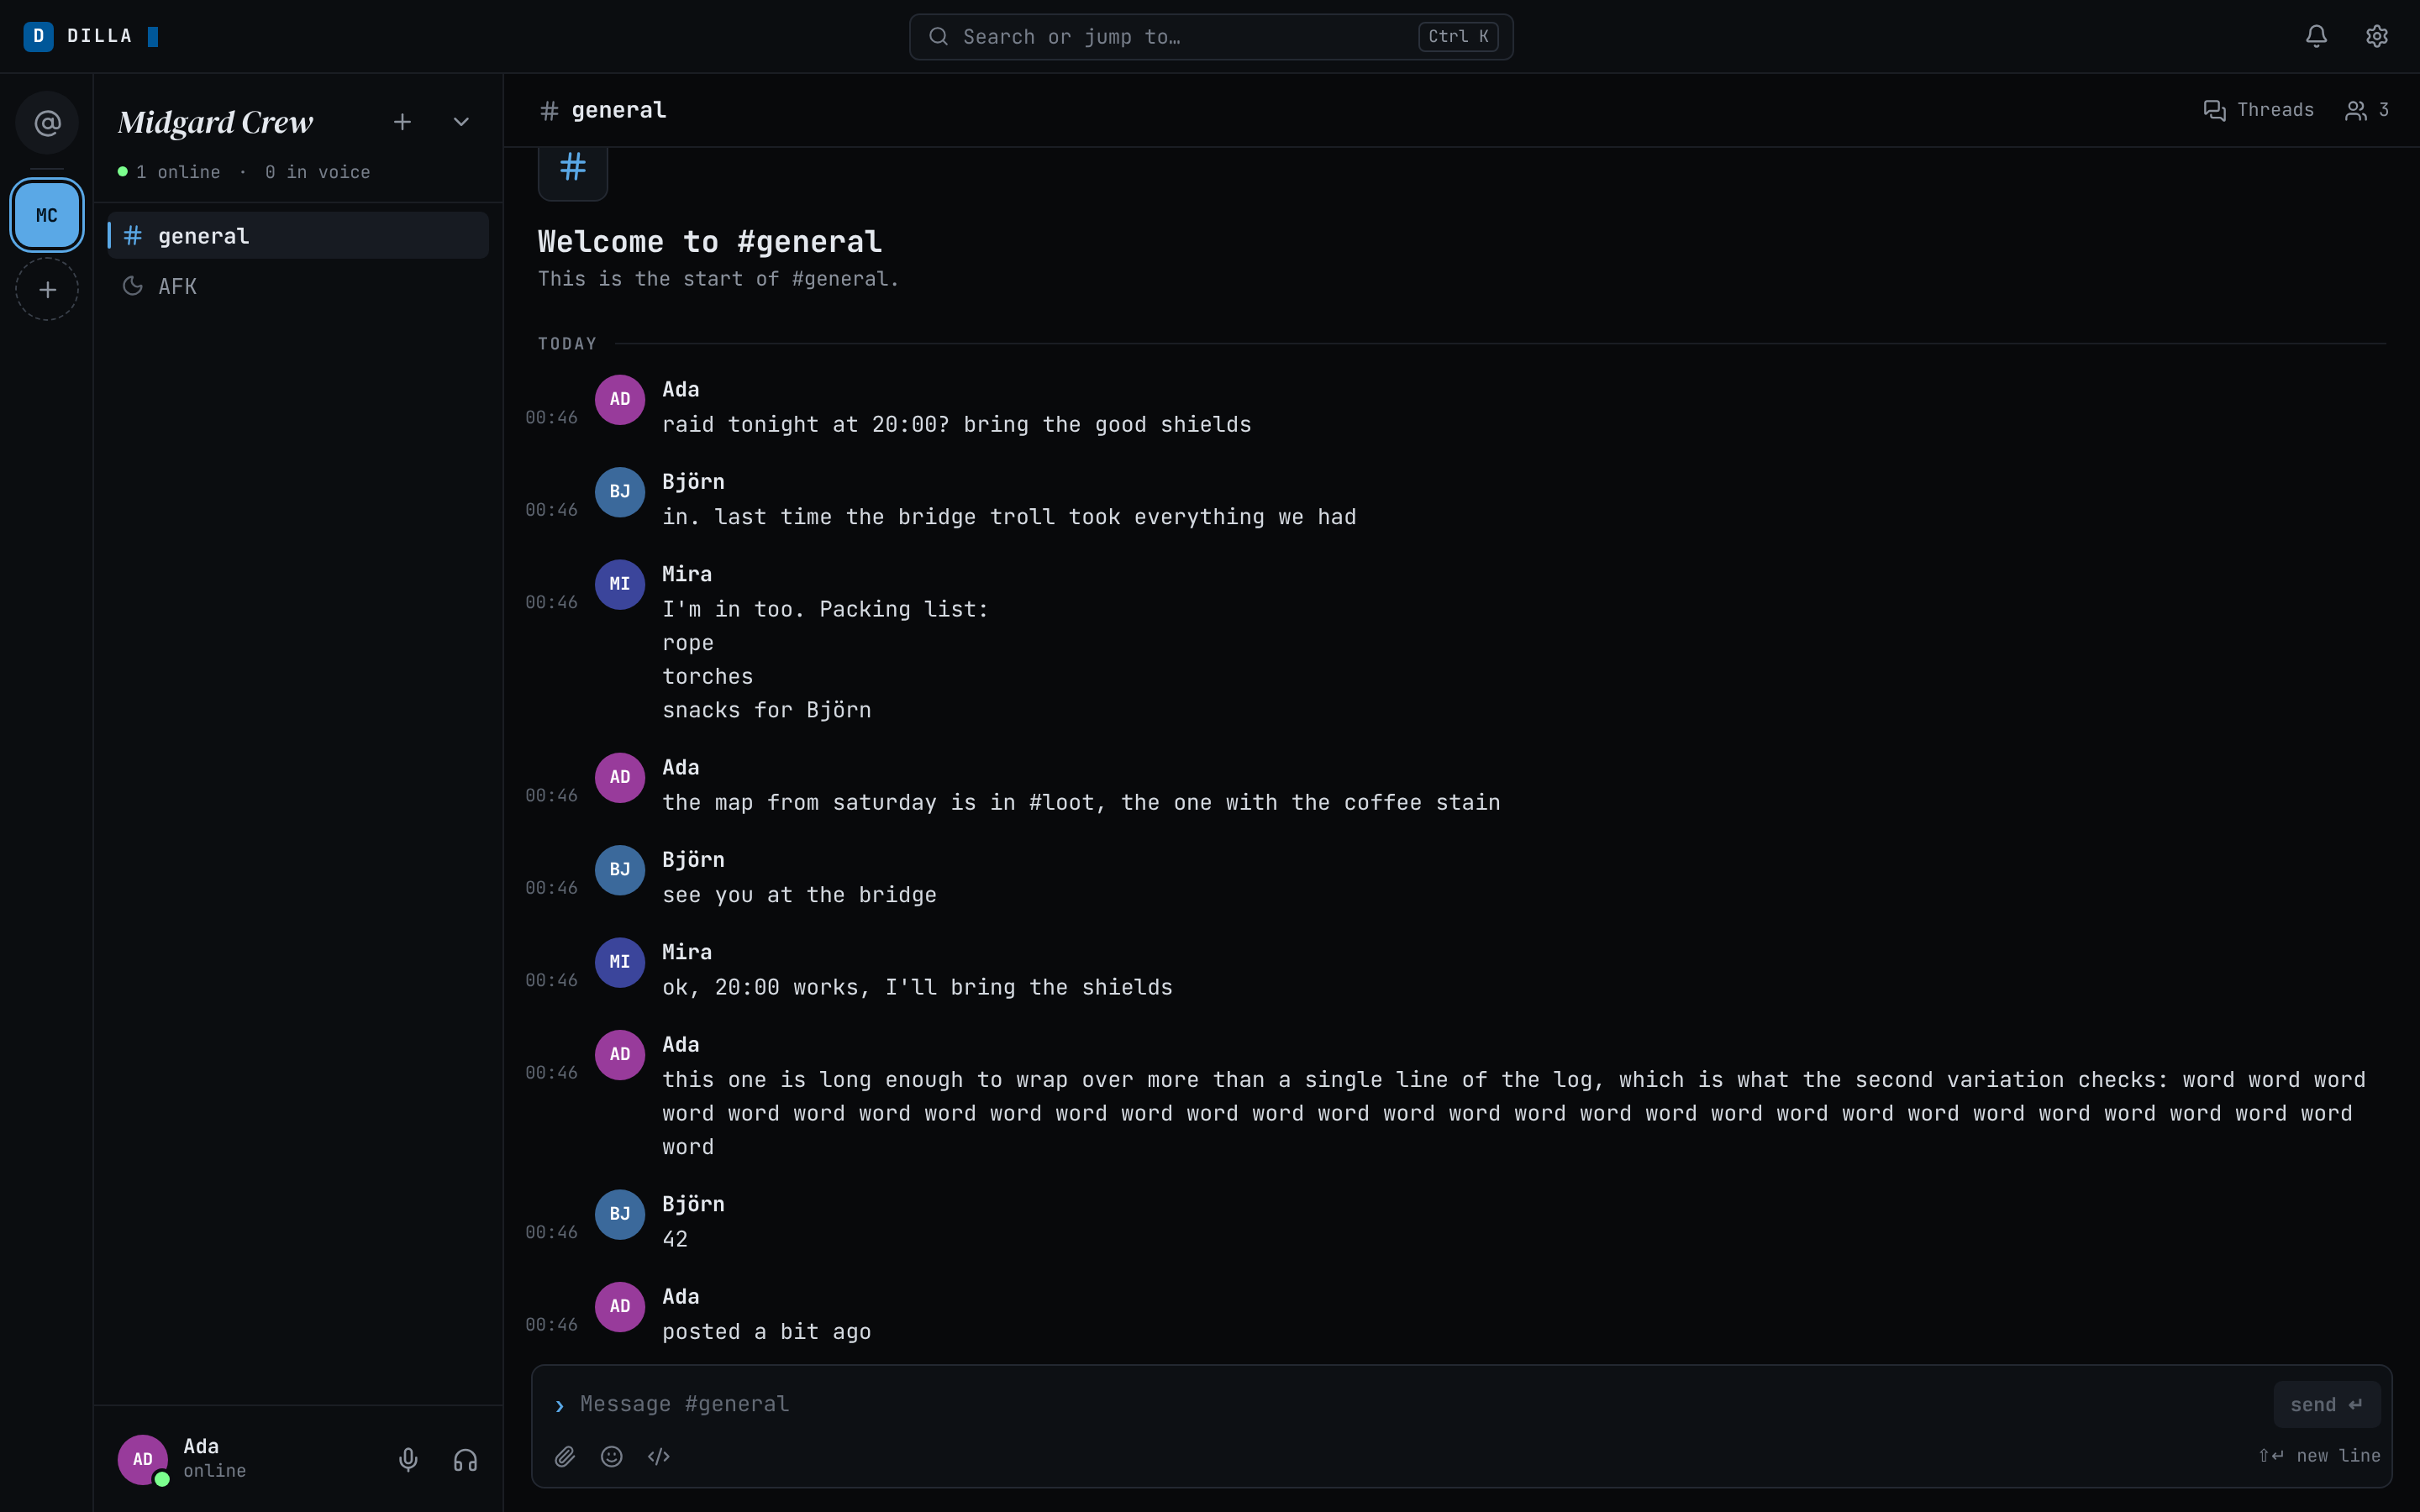 D DILLA
Search or jump to… Ctrl K
Midgard Crew
1 online · 0 in voice
MC
# general
AFK
# general
Threads 3
#
Welcome to #general
This is the start of #general.
TODAY
AD Ada
00:46 raid tonight at 20:00? bring the good shields
BJ Björn
00:46 in. last time the bridge troll took everything we had
MI Mira
00:46 I'm in too. Packing list:
rope
torches
snacks for Björn
AD Ada
00:46 the map from saturday is in #loot, the one with the coffee stain
BJ Björn
00:46 see you at the bridge
MI Mira
00:46 ok, 20:00 works, I'll bring the shields
AD Ada
00:46 this one is long enough to wrap over more than a single line of the log, which is what the second variation checks: word word word
word word word word word word word word word word word word word word word word word word word word word word word word word word
word
BJ Björn
00:46 42
AD Ada
00:46 posted a bit ago
› Message #general
send ↵
⇧↵ new line
AD Ada
online